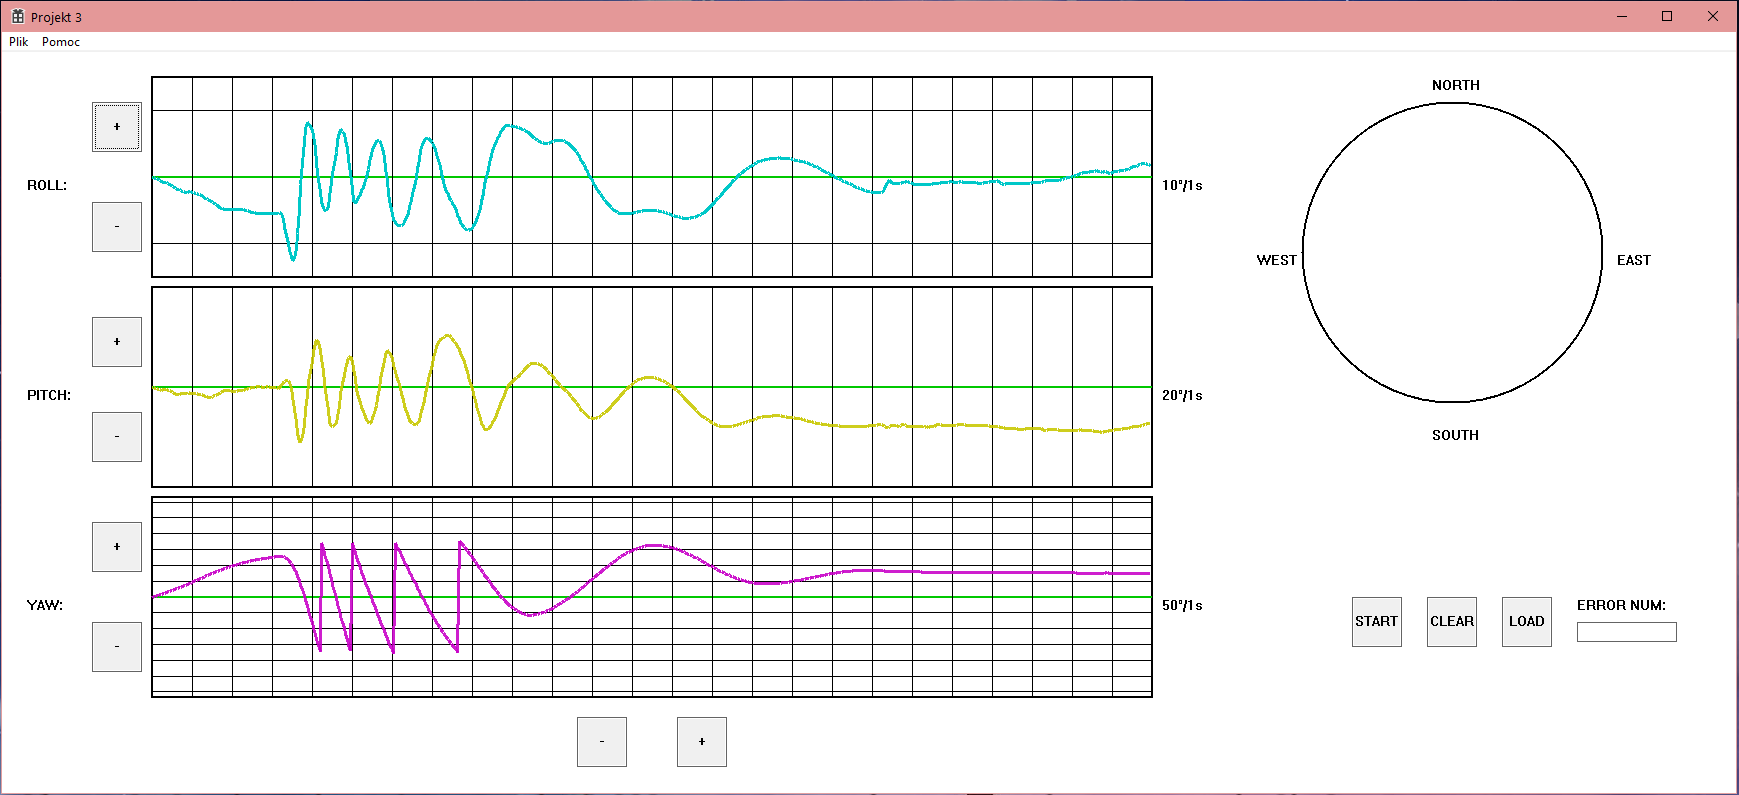 Projekt 3
Plik Pomoc
+
ROLL:
-
10°/1s
+
PITCH:
-
20°/1s
+
YAW:
-
50°/1s
- +
NORTH
WEST EAST
SOUTH
START CLEAR LOAD
ERROR NUM: